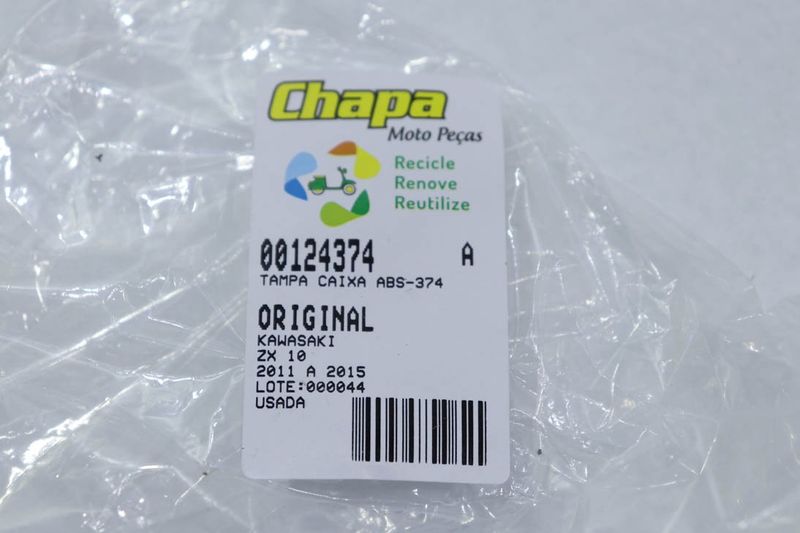 Chapa
Moto Peças
Recicle
Renove
Reutilize
00124374 A
TAMPA CAIXA ABS-374
ORIGINAL
KAWASAKI
ZX 10
2011 A 2015
LOTE:000044
USADA